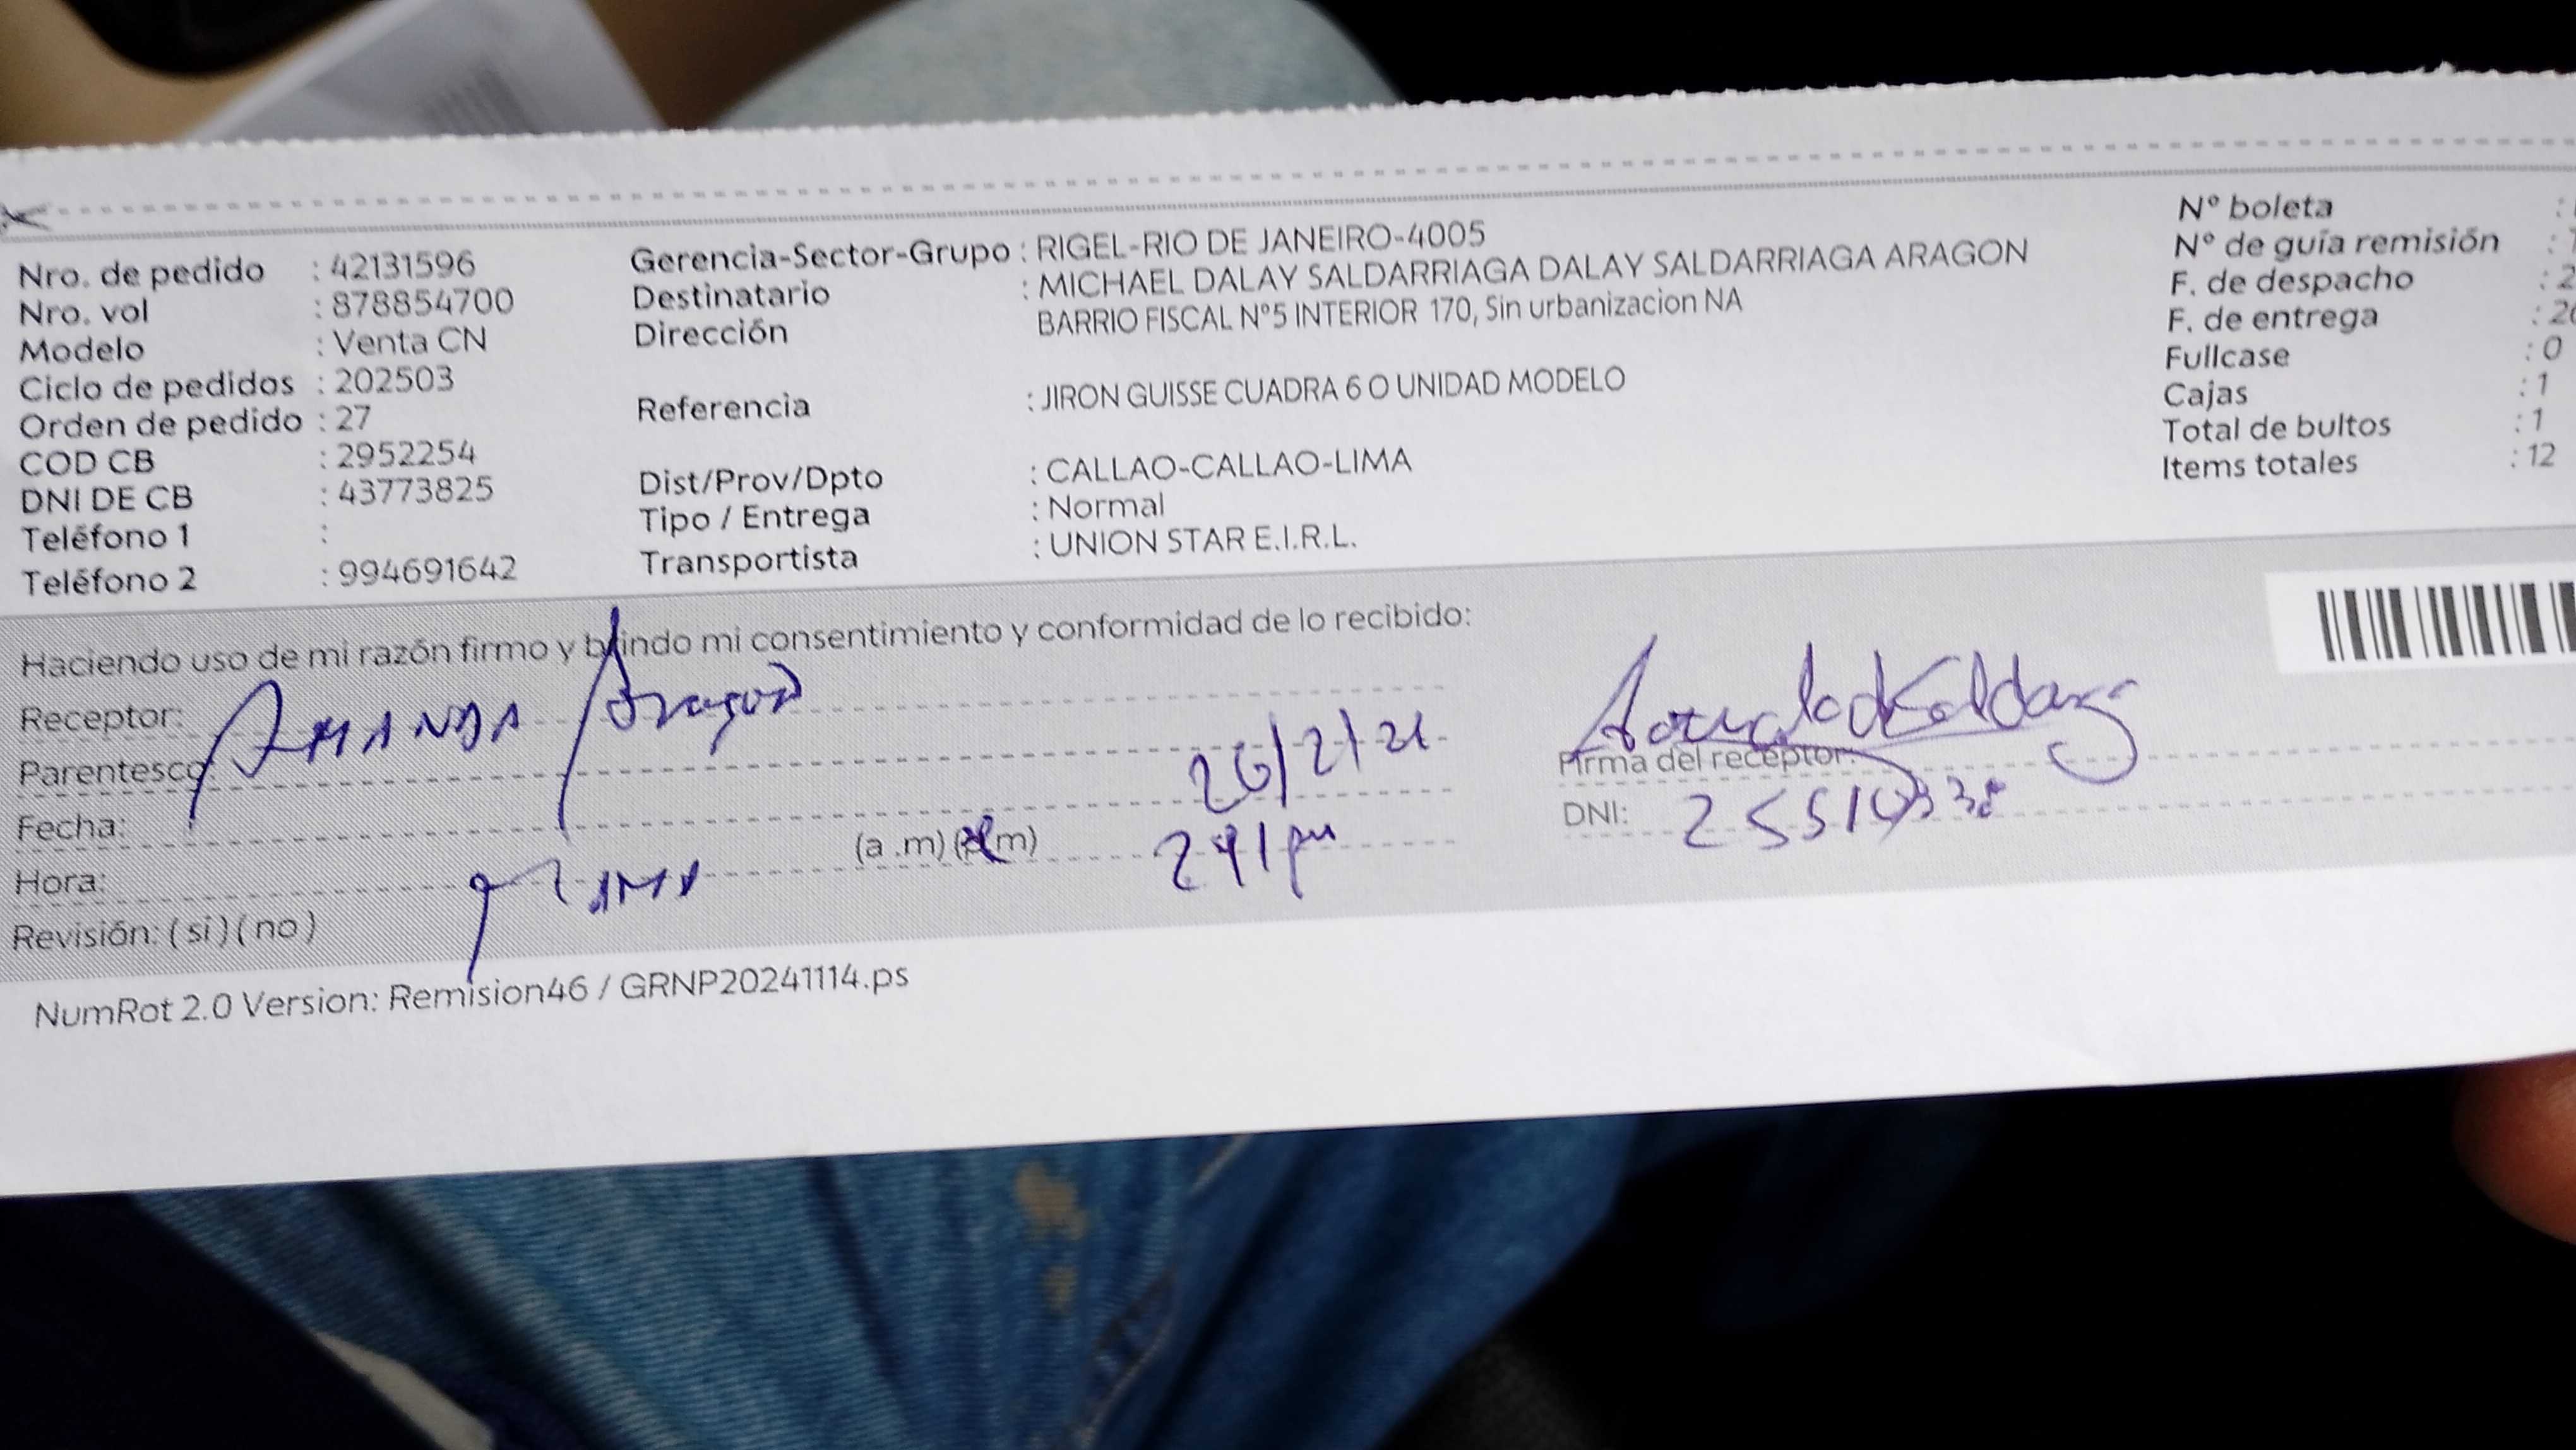 Nro. de pedido : 42131596
Nro. vol : 878854700
Modelo : Venta CN
Ciclo de pedidos : 202503
Orden de pedido : 27
COD CB : 2952254
DNI DE CB : 43773825
Teléfono 1 :
Teléfono 2 : 994691642
Gerencia-Sector-Grupo : RIGEL-RIO DE JANEIRO-4005
Destinatario : MICHAEL DALAY SALDARRIAGA DALAY SALDARRIAGA ARAGON
Dirección BARRIO FISCAL N°5 INTERIOR 170, Sin urbanizacion NA
Referencia : JIRON GUISSE CUADRA 6 O UNIDAD MODELO
Dist/Prov/Dpto : CALLAO-CALLAO-LIMA
Tipo / Entrega : Normal
Transportista : UNION STAR E.I.R.L.
N° boleta :
N° de guía remisión :
F. de despacho : 2
F. de entrega : 20
Fullcase : 0
Cajas : 1
Total de bultos : 1
Items totales : 12
Haciendo uso de mi razón firmo y brindo mi consentimiento y conformidad de lo recibido:
Receptor: AMANDA Aragon
Parentesco:
Fecha: 26/2/21
Hora: MAMA (a .m) (p.m) 241 pm
Revisión: ( si ) ( no )
Firma del receptor:
DNI:
NumRot 2.0 Version: Remision46 / GRNP20241114.ps